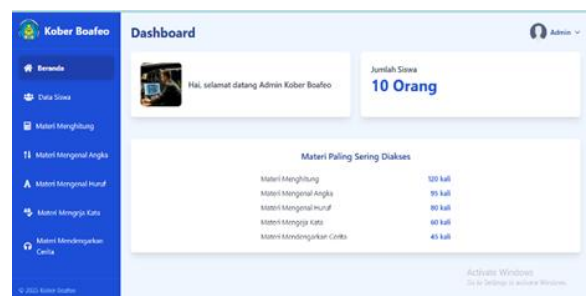 Kober Boafeo
Dashboard
Admin
Beranda
Data Siswa
Materi Menghitung
Materi Mengenal Angka
Materi Mengenal Huruf
Materi Mengeja Kata
Materi Mendengarkan
Cerita
© 2025 Kober Boafeo
Hai, selamat datang Admin Kober Boafeo
Jumlah Siswa
10 Orang
Materi Paling Sering Diakses
Materi Menghitung 120 kali
Materi Mengenal Angka 95 kali
Materi Mengenal Huruf 80 kali
Materi Mengeja Kata 60 kali
Materi Mendengarkan Cerita 45 kali
Activate Windows
Go to Settings to activate Windows.